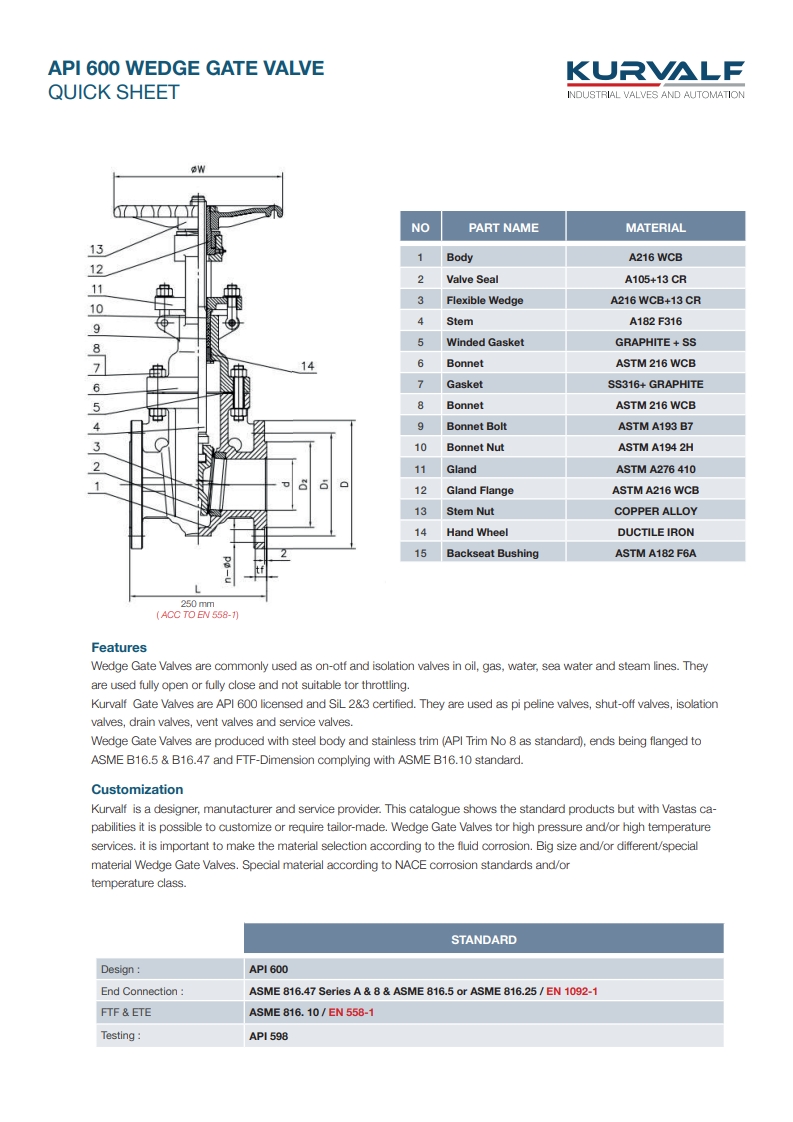 API 600 WEDGE GATE VALVE
QUICK SHEET
KURVALF
INDUSTRIAL VALVES AND AUTOMATION
øW
13
12
11
10
9
8
7
6
5
4
3
2
1
14
d
D₂
D₁
D
n-ød
2
tf
L
250 mm
( ACC TO EN 558-1)
NO PART NAME MATERIAL
1 Body A216 WCB
2 Valve Seal A105+13 CR
3 Flexible Wedge A216 WCB+13 CR
4 Stem A182 F316
5 Winded Gasket GRAPHITE + SS
6 Bonnet ASTM 216 WCB
7 Gasket SS316+ GRAPHITE
8 Bonnet ASTM 216 WCB
9 Bonnet Bolt ASTM A193 B7
10 Bonnet Nut ASTM A194 2H
11 Gland ASTM A276 410
12 Gland Flange ASTM A216 WCB
13 Stem Nut COPPER ALLOY
14 Hand Wheel DUCTILE IRON
15 Backseat Bushing ASTM A182 F6A
Features
Wedge Gate Valves are commonly used as on-otf and isolation valves in oil, gas, water, sea water and steam lines. They
are used fully open or fully close and not suitable tor throttling.
Kurvalf Gate Valves are API 600 licensed and SiL 2&3 certified. They are used as pi peline valves, shut-off valves, isolation
valves, drain valves, vent valves and service valves.
Wedge Gate Valves are produced with steel body and stainless trim (API Trim No 8 as standard), ends being flanged to
ASME B16.5 & B16.47 and FTF-Dimension complying with ASME B16.10 standard.
Customization
Kurvalf is a designer, manutacturer and service provider. This catalogue shows the standard products but with Vastas ca-
pabilities it is possible to customize or require tailor-made. Wedge Gate Valves tor high pressure and/or high temperature
services. it is important to make the material selection according to the fluid corrosion. Big size and/or different/special
material Wedge Gate Valves. Special material according to NACE corrosion standards and/or
temperature class.
STANDARD
Design : API 600
End Connection : ASME 816.47 Series A & 8 & ASME 816.5 or ASME 816.25 / EN 1092-1
FTF & ETE ASME 816. 10 / EN 558-1
Testing : API 598